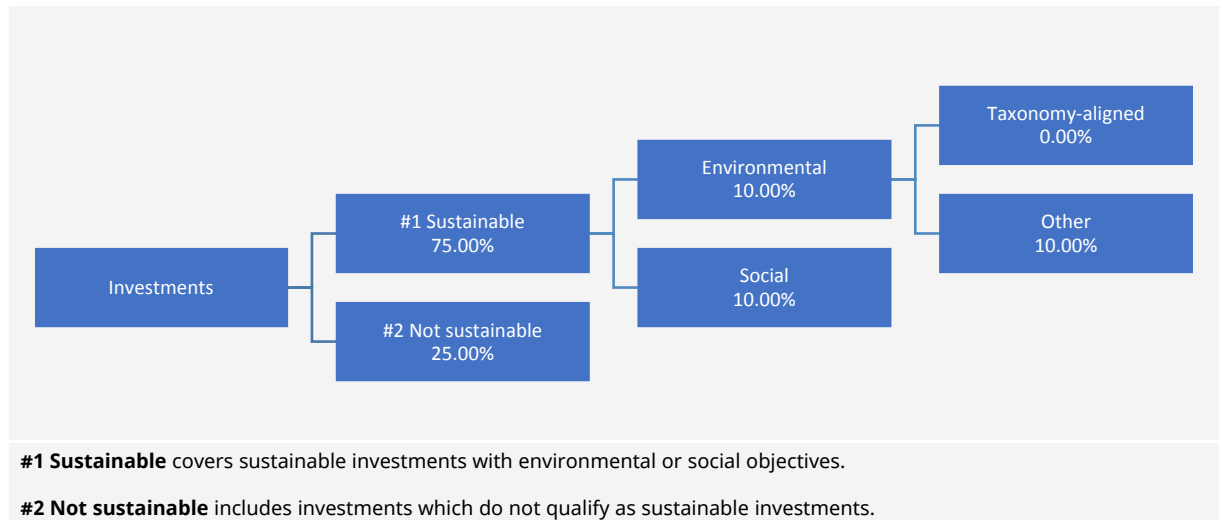 Investments
#1 Sustainable
75.00%
#2 Not sustainable
25.00%
Environmental
10.00%
Social
10.00%
Taxonomy-aligned
0.00%
Other
10.00%
#1 Sustainable covers sustainable investments with environmental or social objectives.
#2 Not sustainable includes investments which do not qualify as sustainable investments.